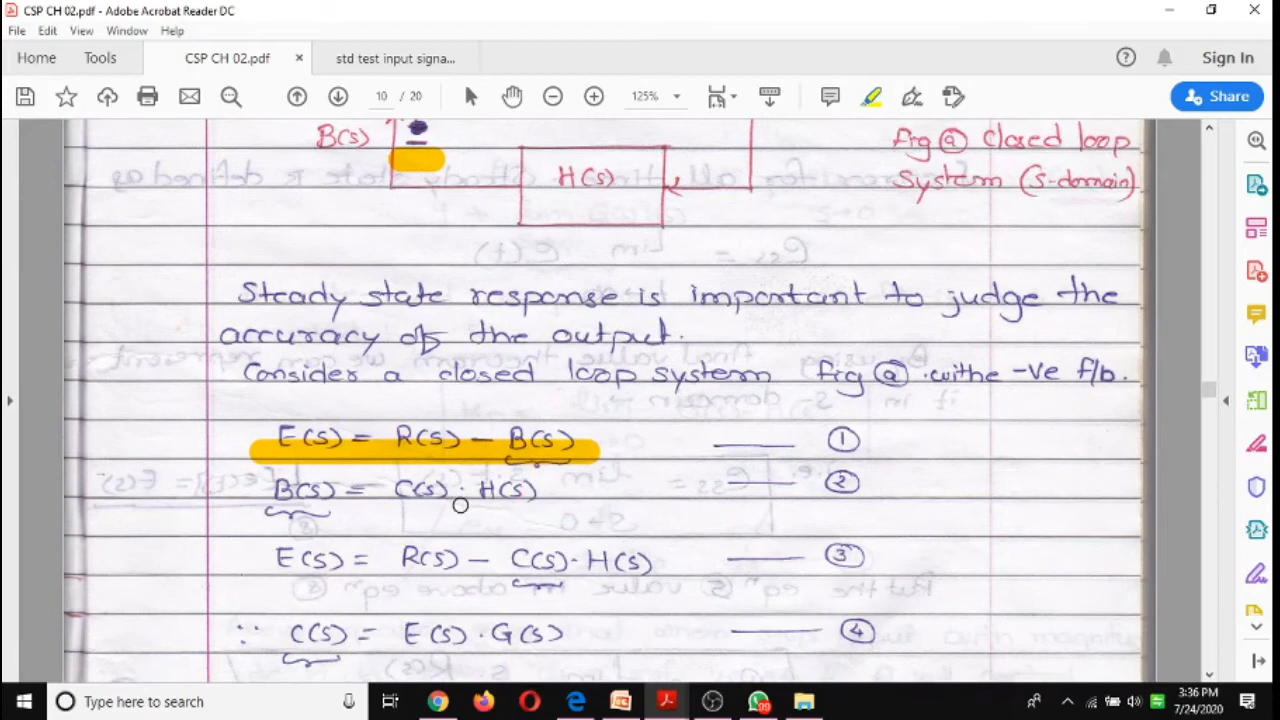 CSP CH 02.pdf - Adobe Acrobat Reader DC
File Edit View Window Help
Home Tools CSP CH 02.pdf × std test input signa... Sign In
10 / 20 125% Share
B(s)
H(s)
fig ⓐ Closed loop
System (s-domain)
Steady state response is important to judge the
accuracy of the output.
Consider a closed loop system fig ⓐ .withe -ve f/b.
E(s) = R(s) – B(s) —— ①
B(s) = C(s) · H(s) —— ②
E(s) = R(s) – C(s) · H(s) —— ③
∵ C(s) = E(s) · G(s) —— ④
Type here to search
99
3:36 PM
7/24/2020